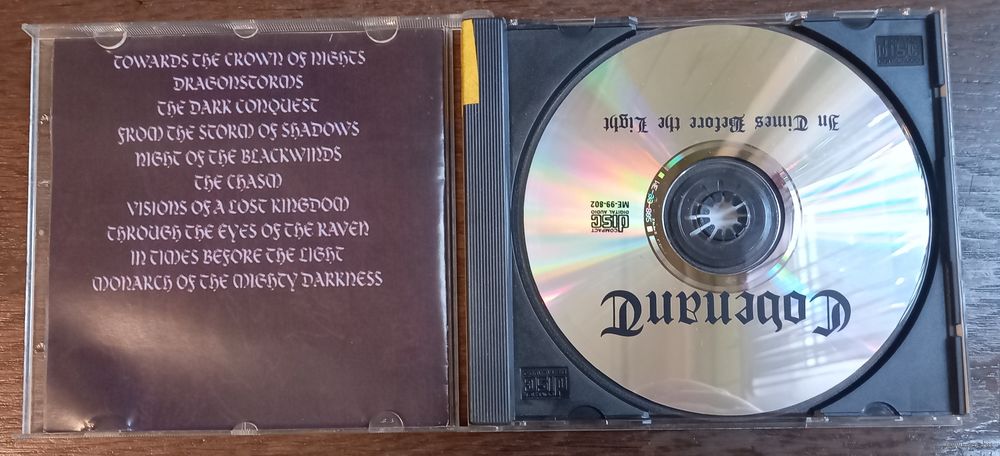 TOWARDS THE CROWN OF NIGHTS
DRAGONSTORMS
THE DARK CONQUEST
FROM THE STORM OF SHADOWS
NIGHT OF THE BLACKWINDS
THE CHASM
VISIONS OF A LOST KINGDOM
THROUGH THE EYES OF THE RAVEN
IN TIMES BEFORE THE LIGHT
MONARCH OF THE MIGHTY DARKNESS
Covenant
COMPACT
disc
DIGITAL AUDIO
ME-99-802
In Times Before the Light
disc
disc